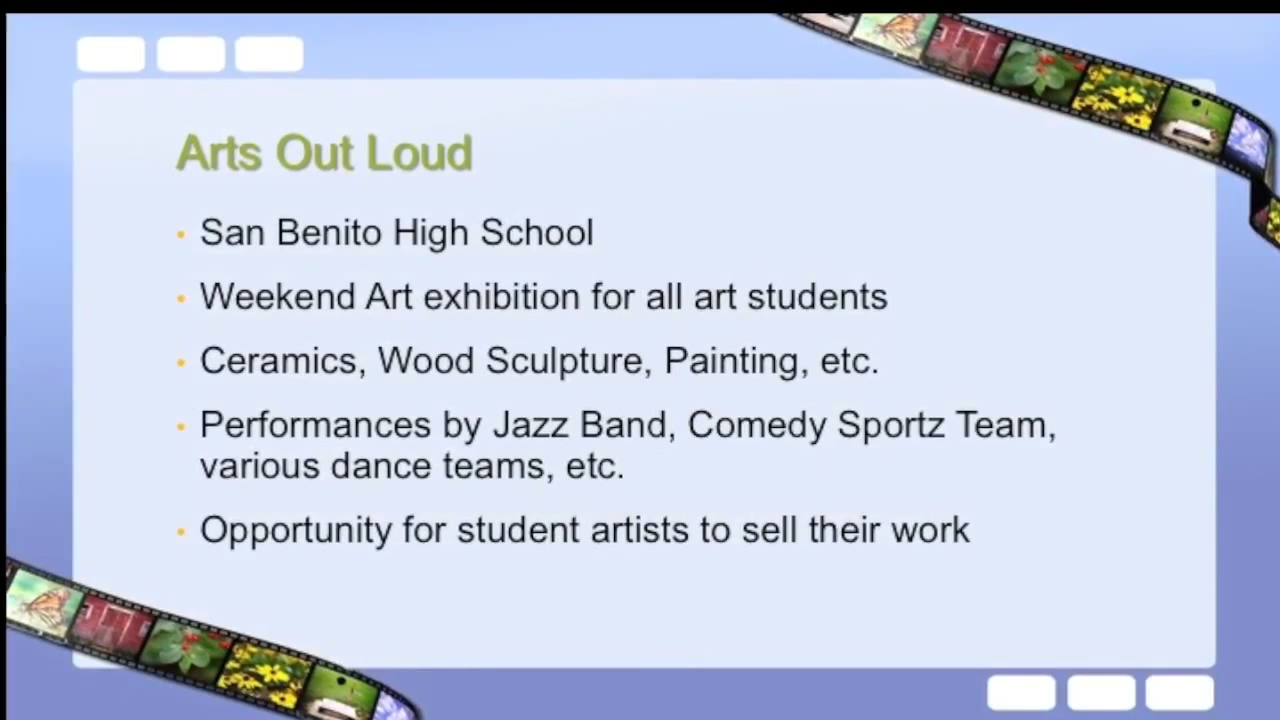 Arts Out Loud
• San Benito High School
• Weekend Art exhibition for all art students
• Ceramics, Wood Sculpture, Painting, etc.
• Performances by Jazz Band, Comedy Sportz Team,
various dance teams, etc.
• Opportunity for student artists to sell their work